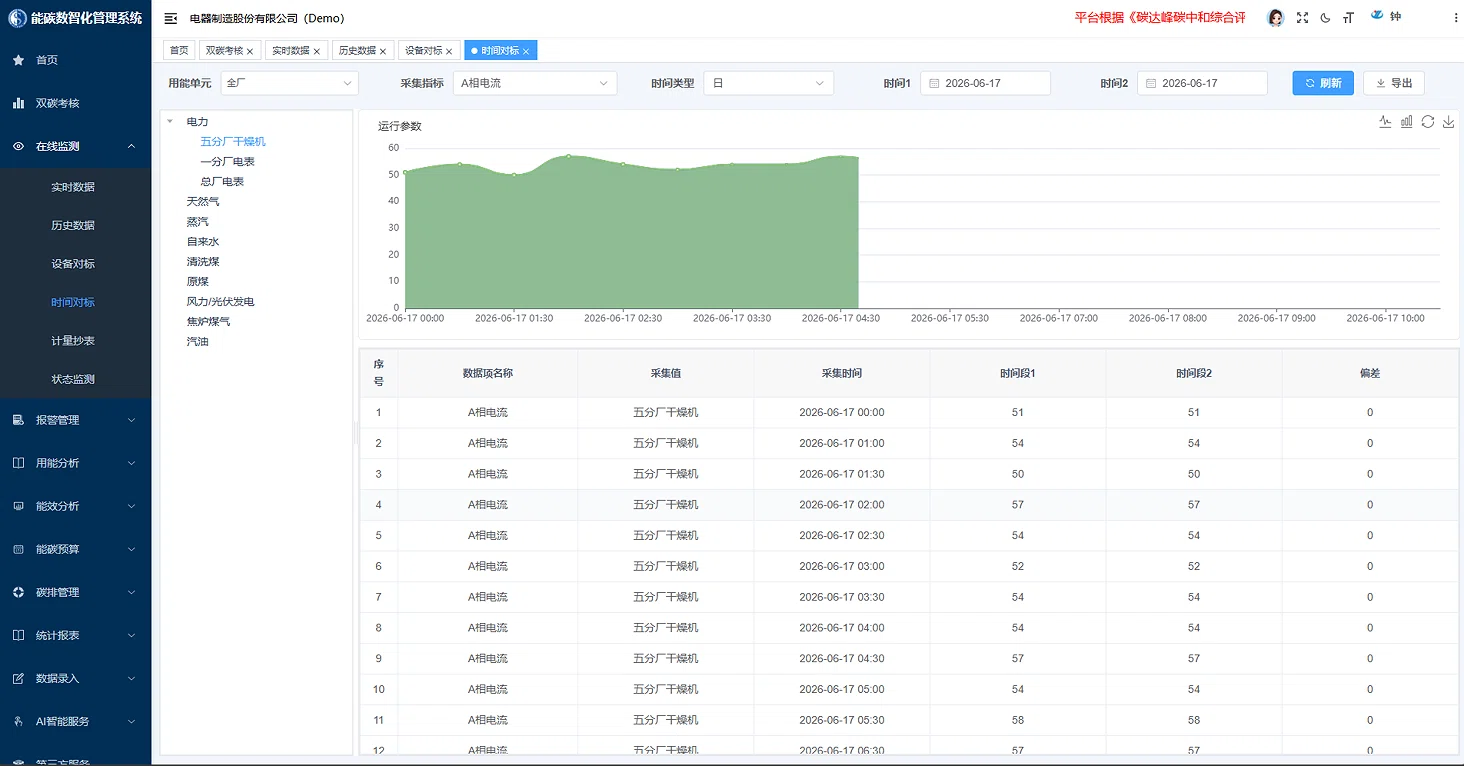 能碳数智化管理系统
电器制造股份有限公司（Demo）
平台根据《碳达峰碳中和综合评
钟
首页
双碳考核
实时数据
历史数据
设备对标
时间对标
首页
双碳考核
在线监测
实时数据
历史数据
设备对标
时间对标
计量抄表
状态监测
报警管理
用能分析
能效分析
能碳预算
碳排管理
统计报表
数据录入
AI智能服务
第三方服务
用能单元 全厂
采集指标 A相电流
时间类型 日
时间1 2026-06-17
时间2 2026-06-17
刷新
导出
电力
五分厂干燥机
一分厂电表
总厂电表
天然气
蒸汽
自来水
清洗煤
原煤
风力/光伏发电
焦炉煤气
汽油
运行参数
60
50
40
30
20
10
0
2026-06-17 00:00 2026-06-17 01:30 2026-06-17 02:30 2026-06-17 03:30 2026-06-17 04:30 2026-06-17 05:30 2026-06-17 07:00 2026-06-17 08:00 2026-06-17 09:00 2026-06-17 10:00
序号 数据项名称 采集值 采集时间 时间段1 时间段2 偏差
1 A相电流 五分厂干燥机 2026-06-17 00:00 51 51 0
2 A相电流 五分厂干燥机 2026-06-17 01:00 54 54 0
3 A相电流 五分厂干燥机 2026-06-17 01:30 50 50 0
4 A相电流 五分厂干燥机 2026-06-17 02:00 57 57 0
5 A相电流 五分厂干燥机 2026-06-17 02:30 54 54 0
6 A相电流 五分厂干燥机 2026-06-17 03:00 52 52 0
7 A相电流 五分厂干燥机 2026-06-17 03:30 54 54 0
8 A相电流 五分厂干燥机 2026-06-17 04:00 54 54 0
9 A相电流 五分厂干燥机 2026-06-17 04:30 57 57 0
10 A相电流 五分厂干燥机 2026-06-17 05:00 54 54 0
11 A相电流 五分厂干燥机 2026-06-17 05:30 58 58 0
12 A相电流 五分厂干燥机 2026-06-17 06:30 57 57 0